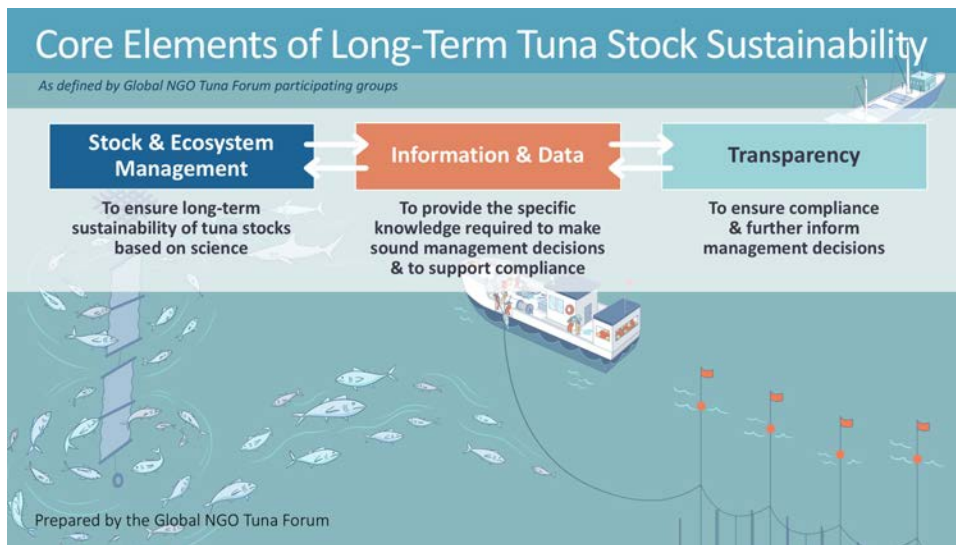 Core Elements of Long-Term Tuna Stock Sustainability
As defined by Global NGO Tuna Forum participating groups
Stock & Ecosystem
Management
To ensure long-term
sustainability of tuna stocks
based on science
Information & Data
To provide the specific
knowledge required to make
sound management decisions
& to support compliance
Transparency
To ensure compliance
& further inform
management decisions
Prepared by the Global NGO Tuna Forum